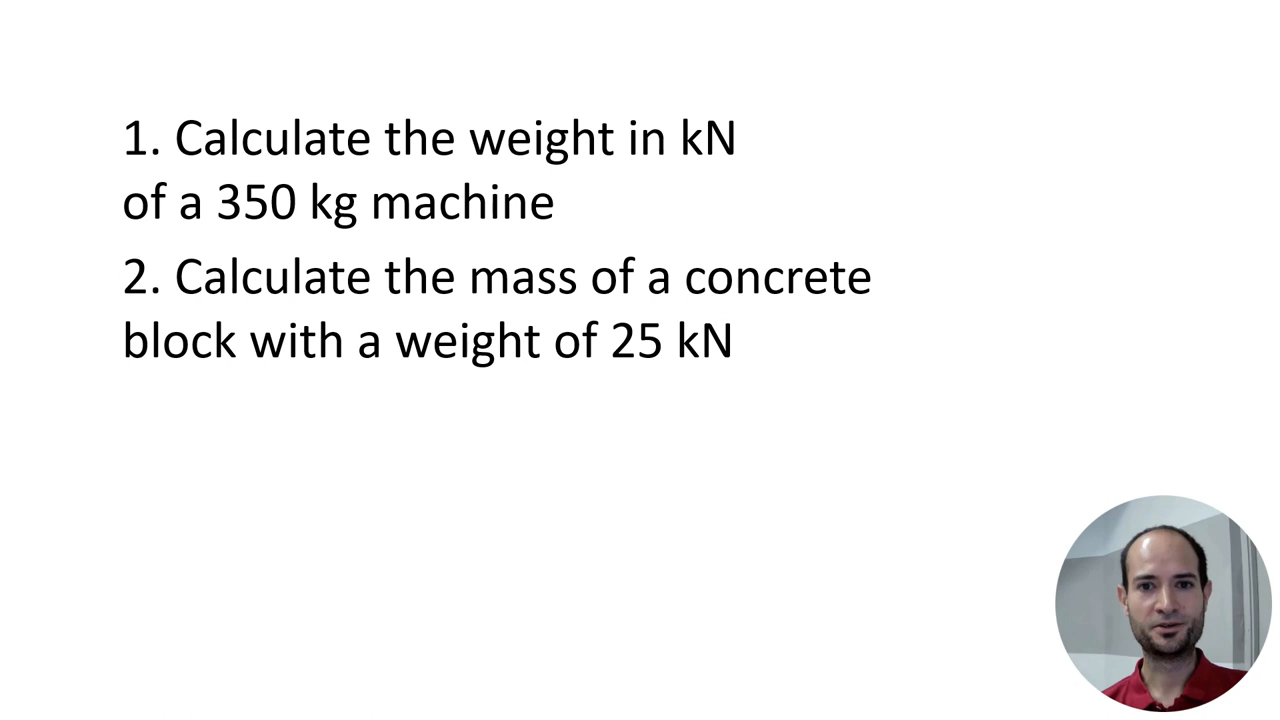 1. Calculate the weight in kN
of a 350 kg machine
2. Calculate the mass of a concrete
block with a weight of 25 kN